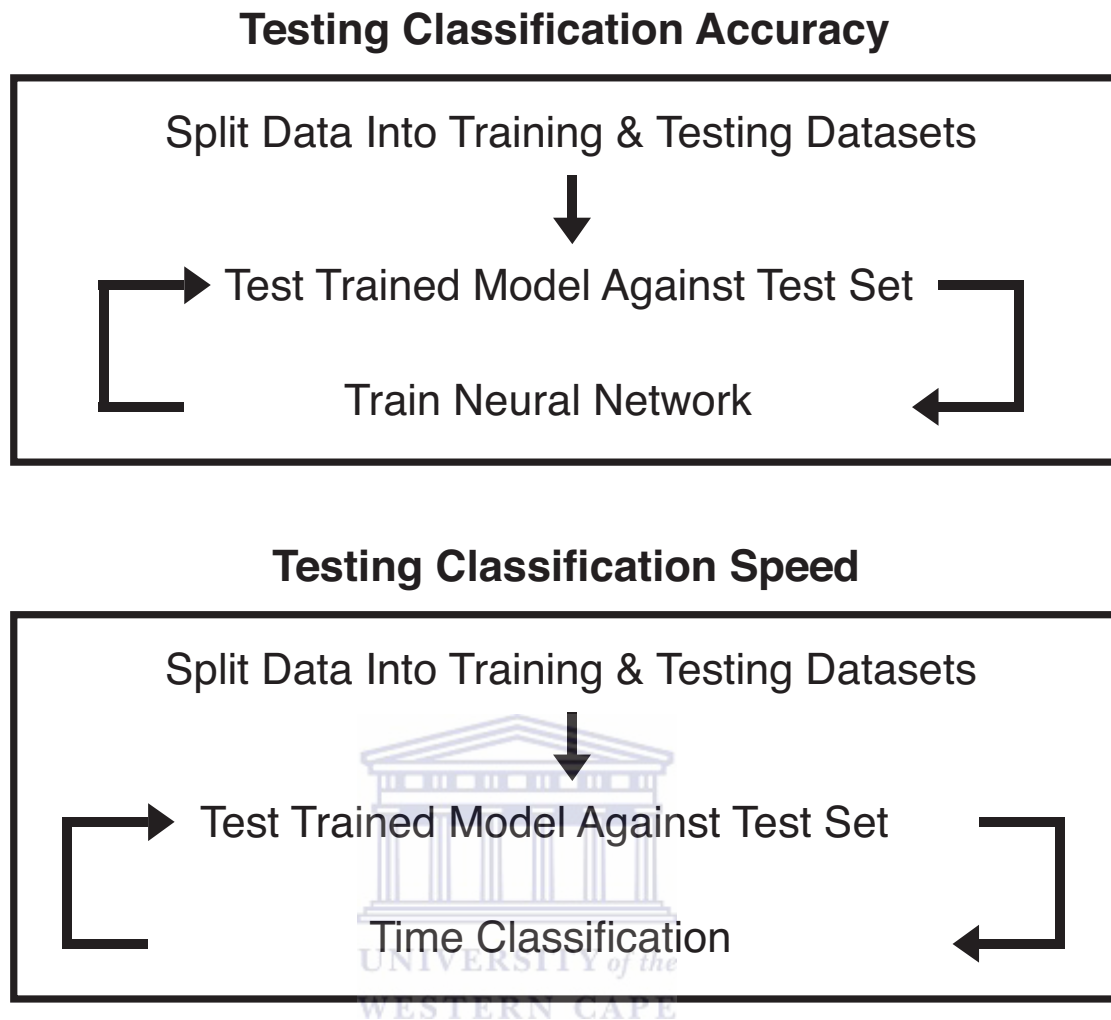 Testing Classification Accuracy
Split Data Into Training & Testing Datasets
Test Trained Model Against Test Set
Train Neural Network
Testing Classification Speed
Split Data Into Training & Testing Datasets
Test Trained Model Against Test Set
Time Classification
UNIVERSITY of the
WESTERN CAPE